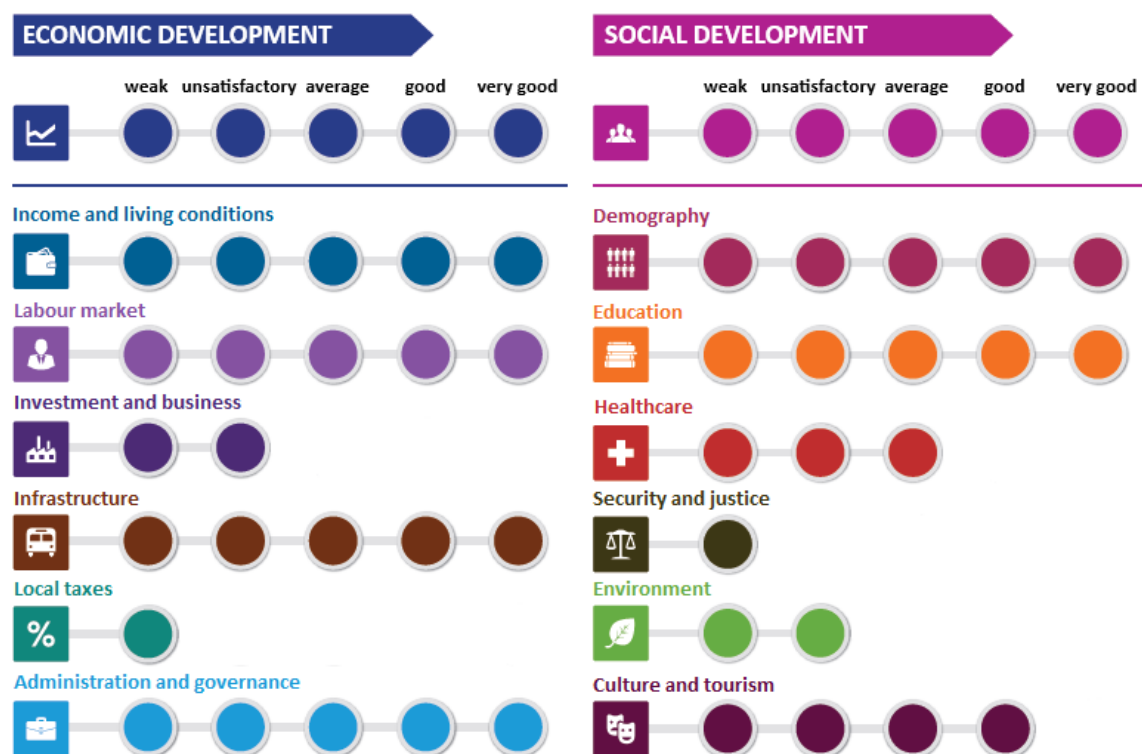 ECONOMIC DEVELOPMENT
weak unsatisfactory average good very good
Income and living conditions
Labour market
Investment and business
Infrastructure
Local taxes
%
Administration and governance
SOCIAL DEVELOPMENT
weak unsatisfactory average good very good
Demography
Education
Healthcare
Security and justice
Environment
Culture and tourism